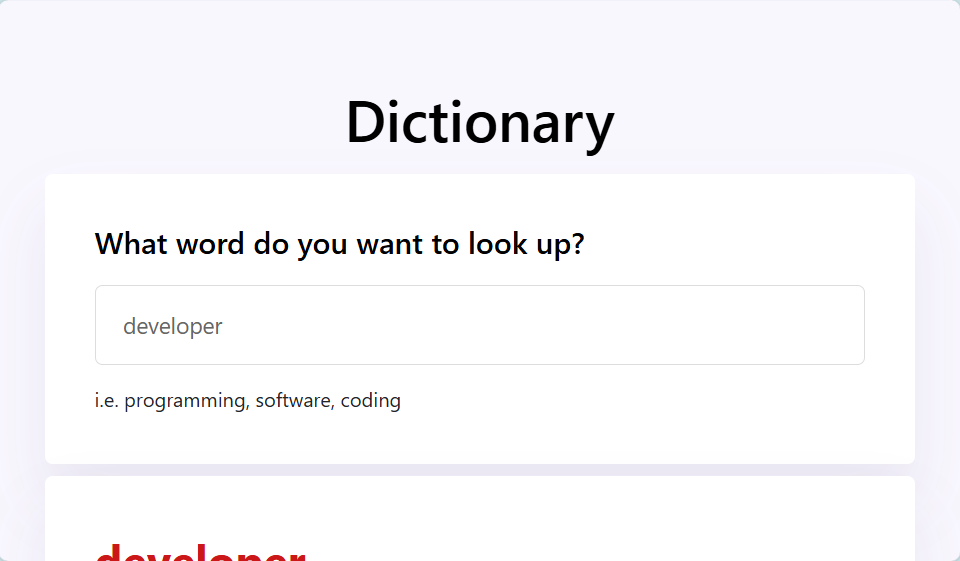 Dictionary
What word do you want to look up?
developer
i.e. programming, software, coding
developer